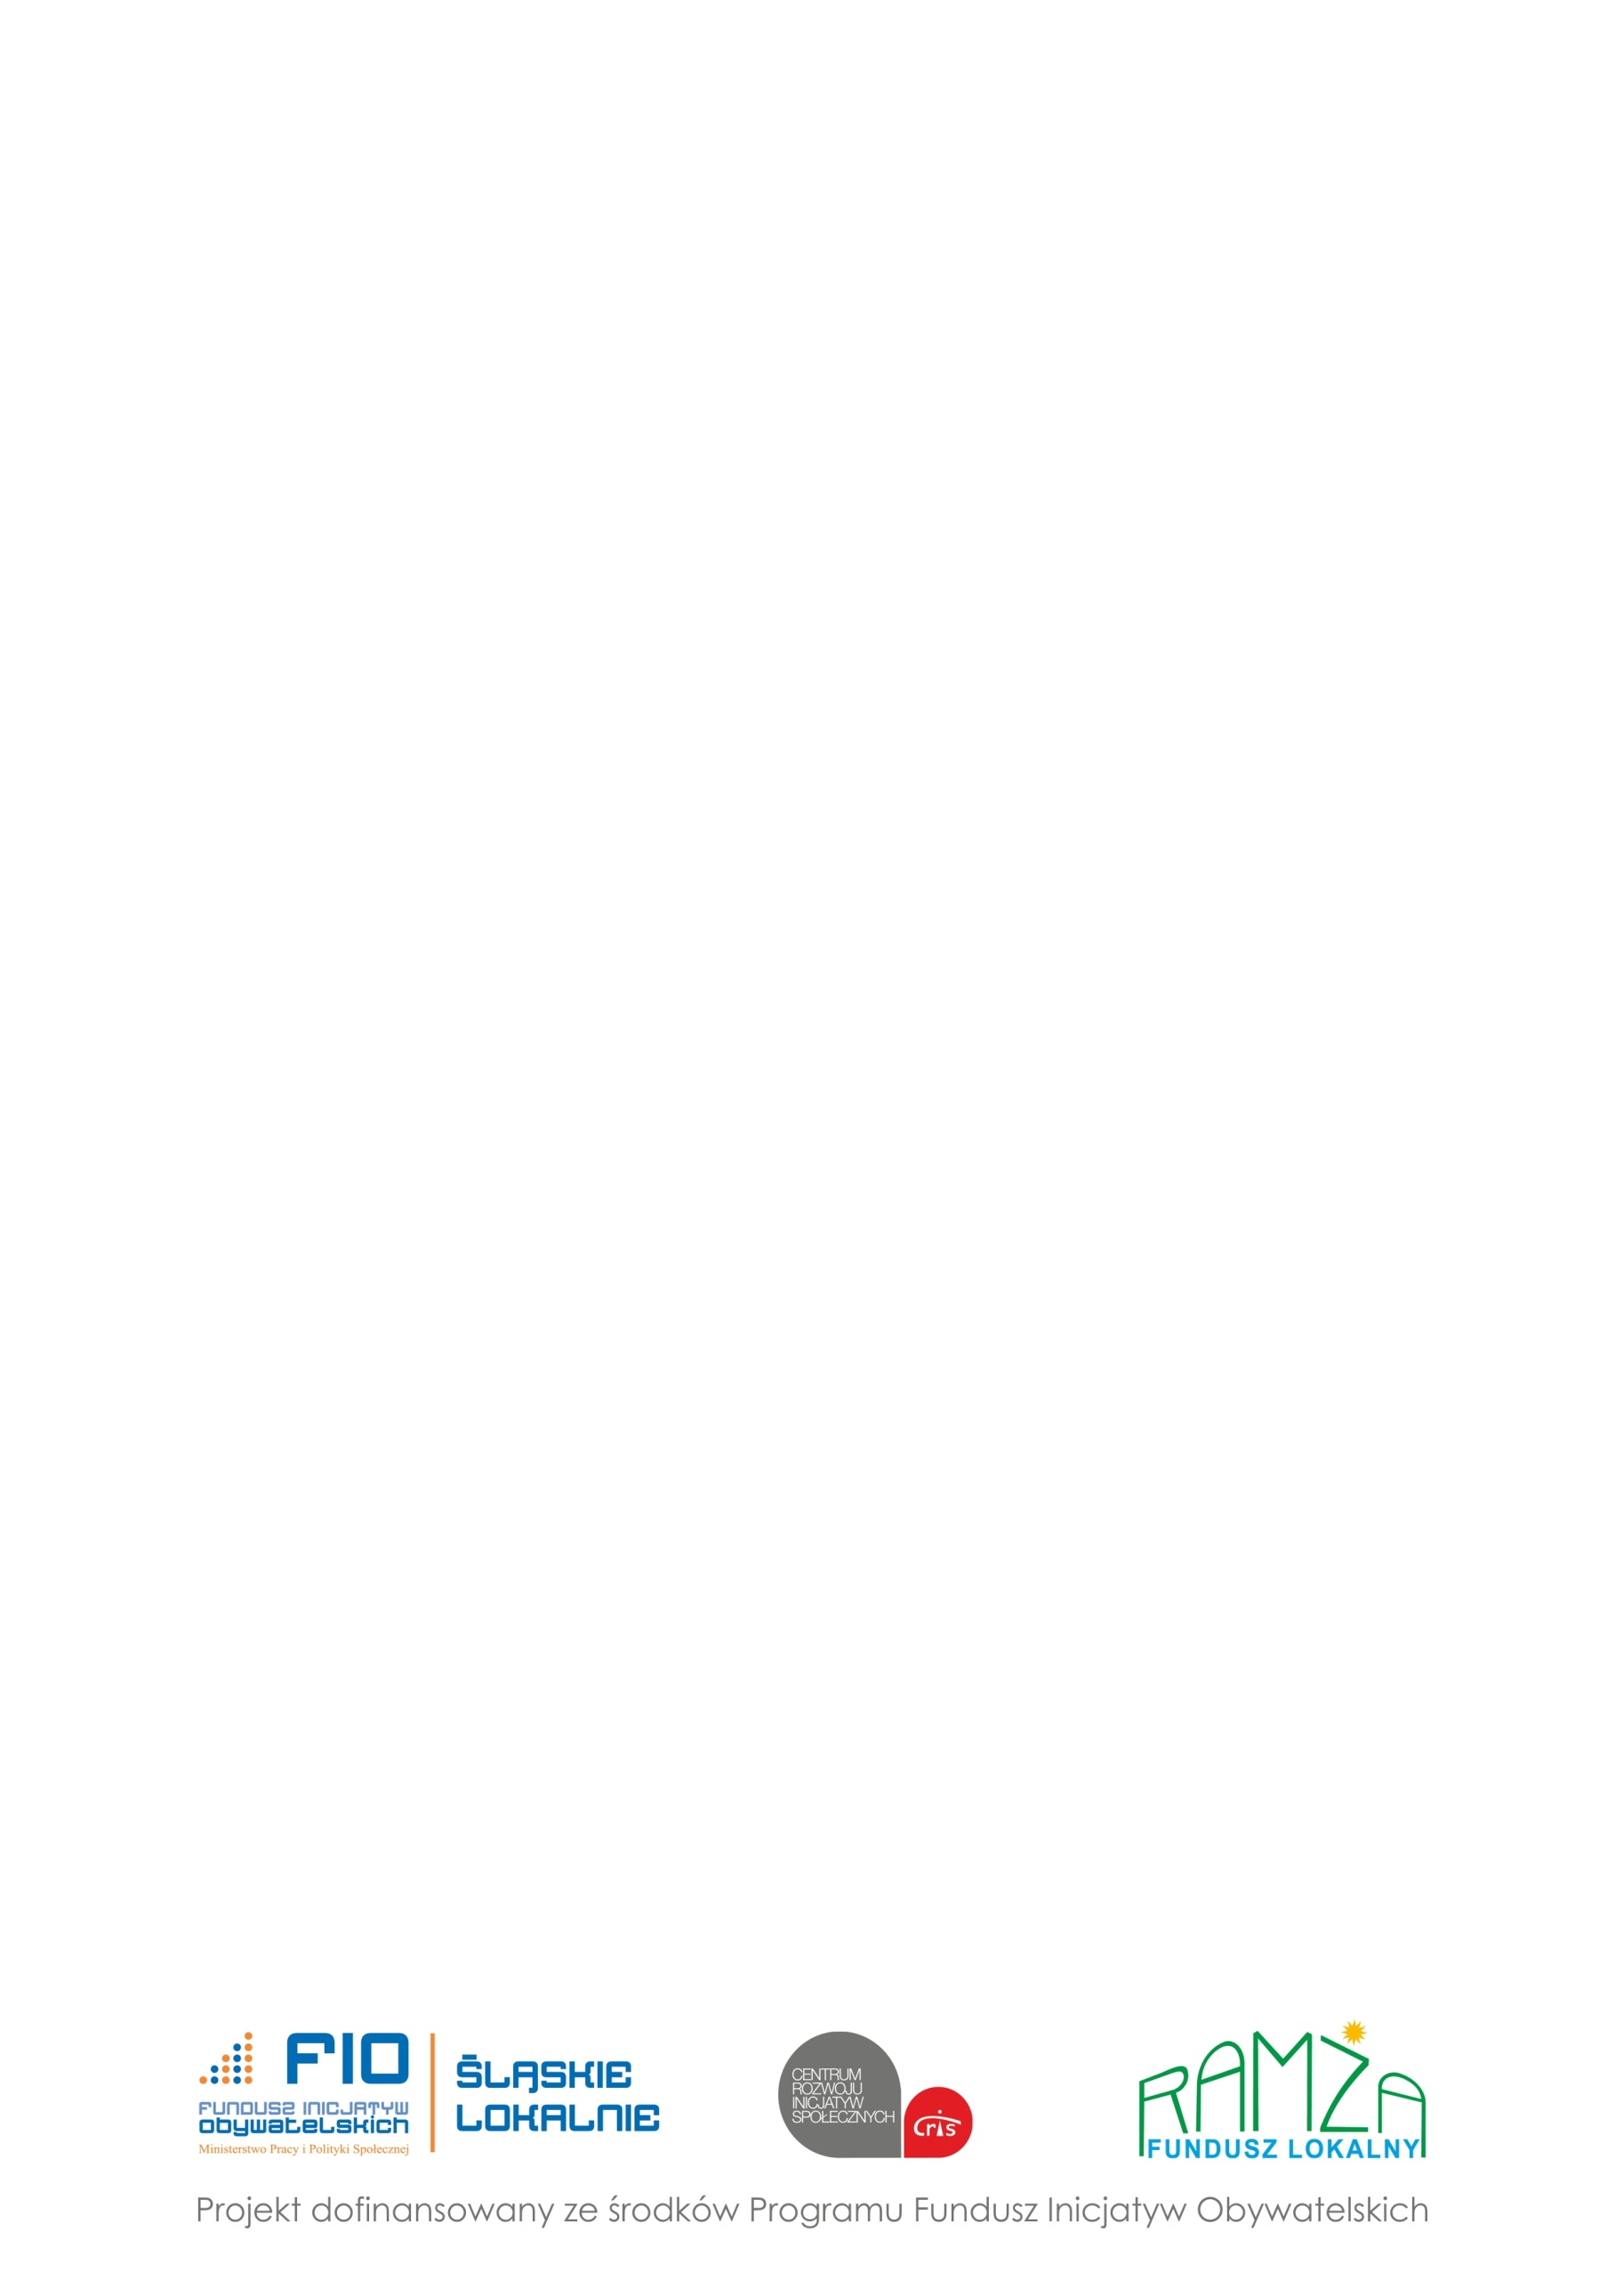 FIO
FUNDUSZ INICJATYW
obywatelskich
Ministerstwo Pracy i Polityki Społecznej
ŚLĄSKIE
LOKALNIE
CENTRUM
ROZWOJU
INICJATYW
SPOŁECZNYCH
cris
RAMŻA
FUNDUSZ LOKALNY
Projekt dofinansowany ze środków Programu Fundusz Inicjatyw Obywatelskich